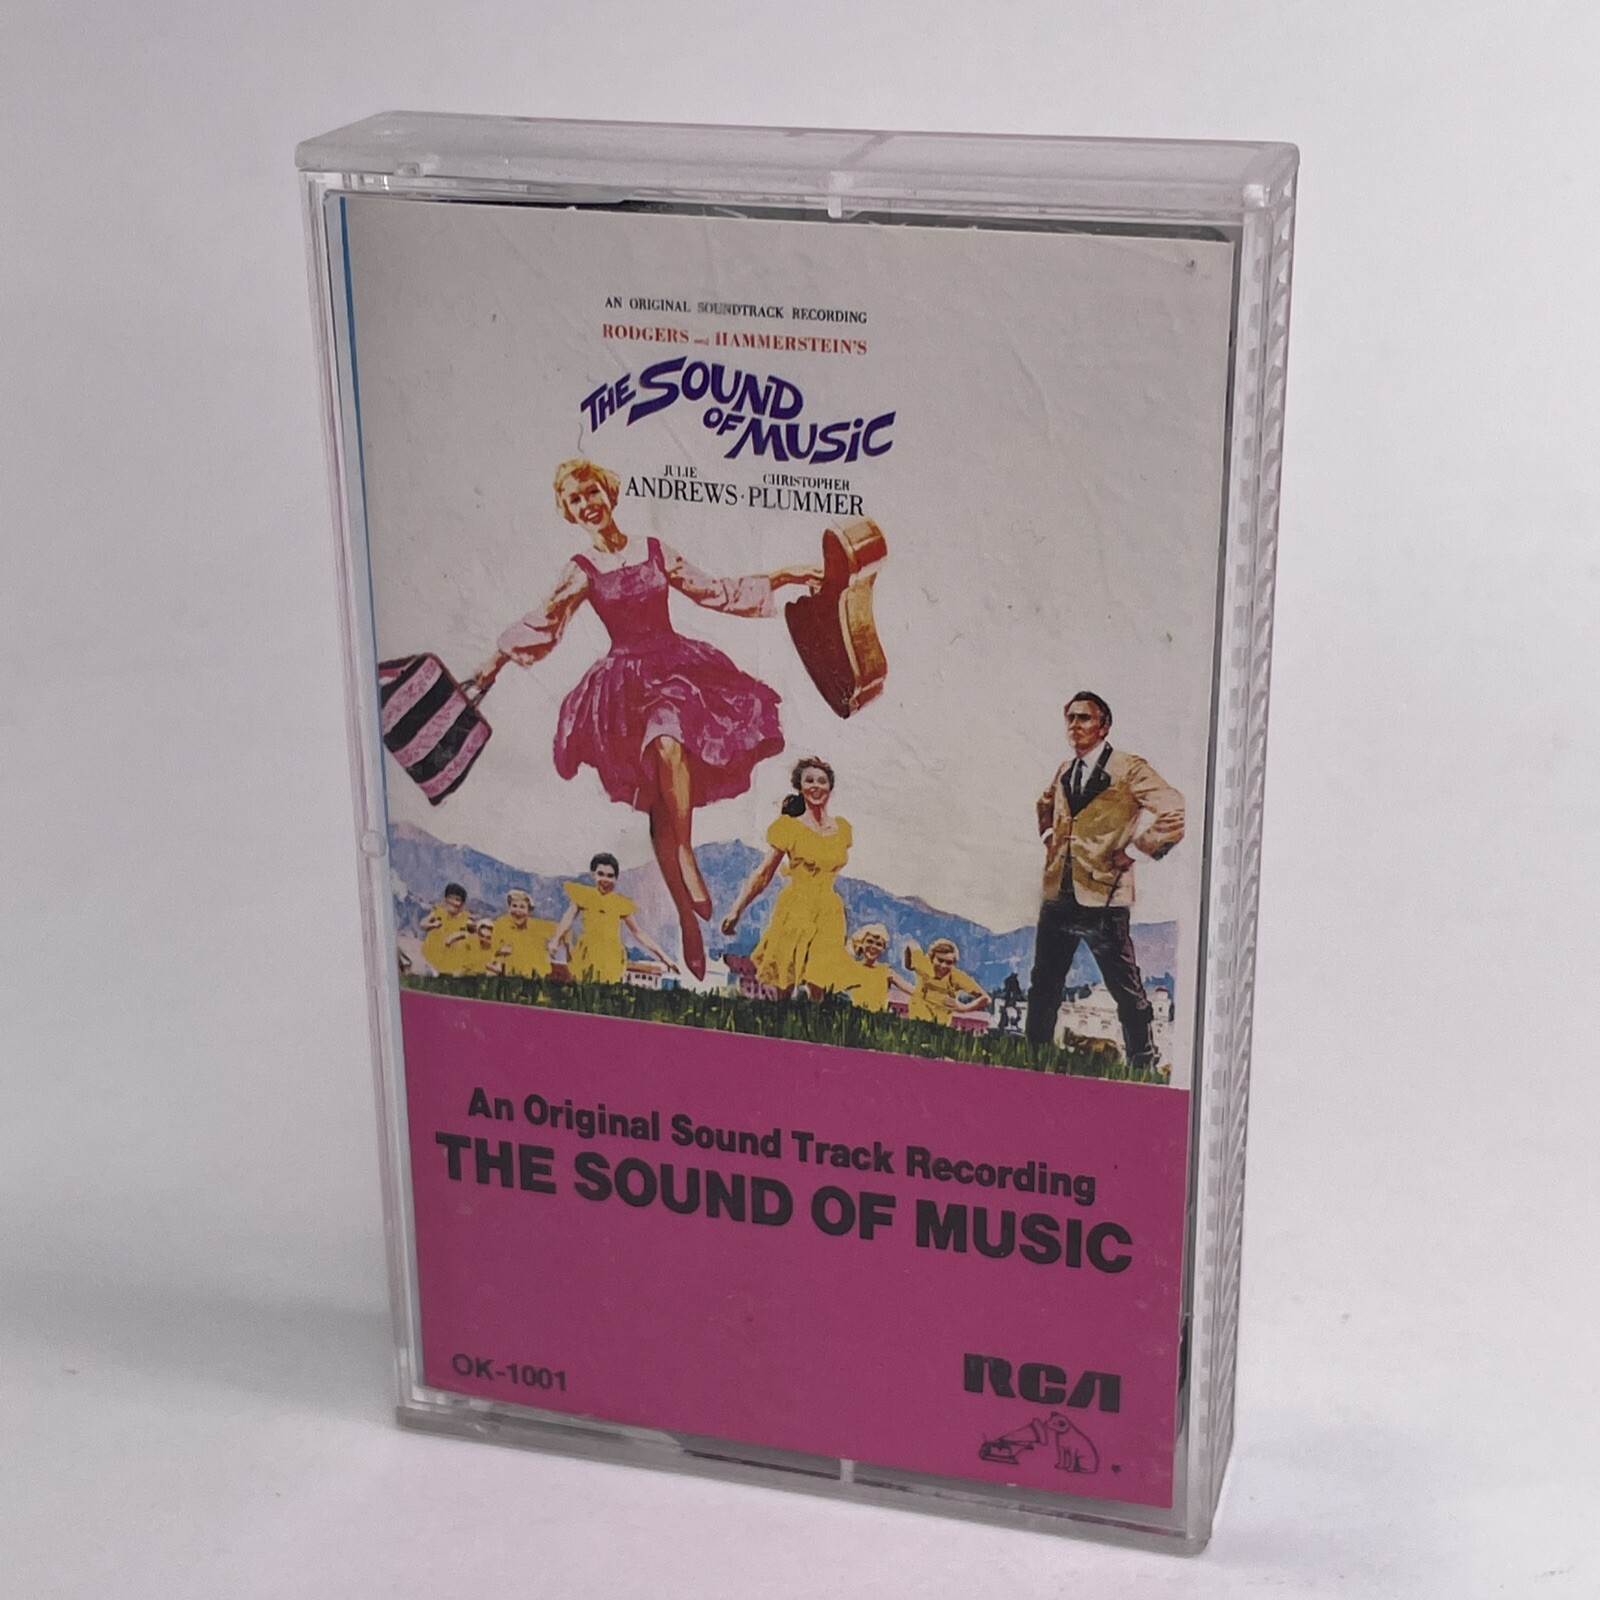 AN ORIGINAL SOUNDTRACK RECORDING
RODGERS and HAMMERSTEIN'S
THE SOUND
OF MUSiC
JULIE CHRISTOPHER
ANDREWS · PLUMMER
An Original Sound Track Recording
THE SOUND OF MUSIC
OK-1001
RCA